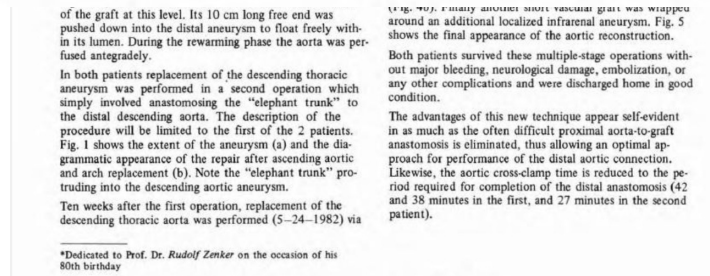 of the graft at this level. Its 10 cm long free end was
pushed down into the distal aneurysm to float freely with-
in its lumen. During the rewarming phase the aorta was per-
fused antegradely.
In both patients replacement of the descending thoracic
aneurysm was performed in a second operation which
simply involved anastomosing the "elephant trunk" to
the distal descending aorta. The description of the
procedure will be limited to the first of the 2 patients.
Fig. 1 shows the extent of the aneurysm (a) and the dia-
grammatic appearance of the repair after ascending aortic
and arch replacement (b). Note the "elephant trunk" pro-
truding into the descending aortic aneurysm.
Ten weeks after the first operation, replacement of the
descending thoracic aorta was performed (5–24–1982) via
*Dedicated to Prof. Dr. Rudolf Zenker on the occasion of his
80th birthday
(Fig. 4b). Finally another short vascular graft was wrapped
around an additional localized infrarenal aneurysm. Fig. 5
shows the final appearance of the aortic reconstruction.
Both patients survived these multiple-stage operations with-
out major bleeding, neurological damage, embolization, or
any other complications and were discharged home in good
condition.
The advantages of this new technique appear self-evident
in as much as the often difficult proximal aorta-to-graft
anastomosis is eliminated, thus allowing an optimal ap-
proach for performance of the distal aortic connection.
Likewise, the aortic cross-clamp time is reduced to the pe-
riod required for completion of the distal anastomosis (42
and 38 minutes in the first, and 27 minutes in the second
patient).